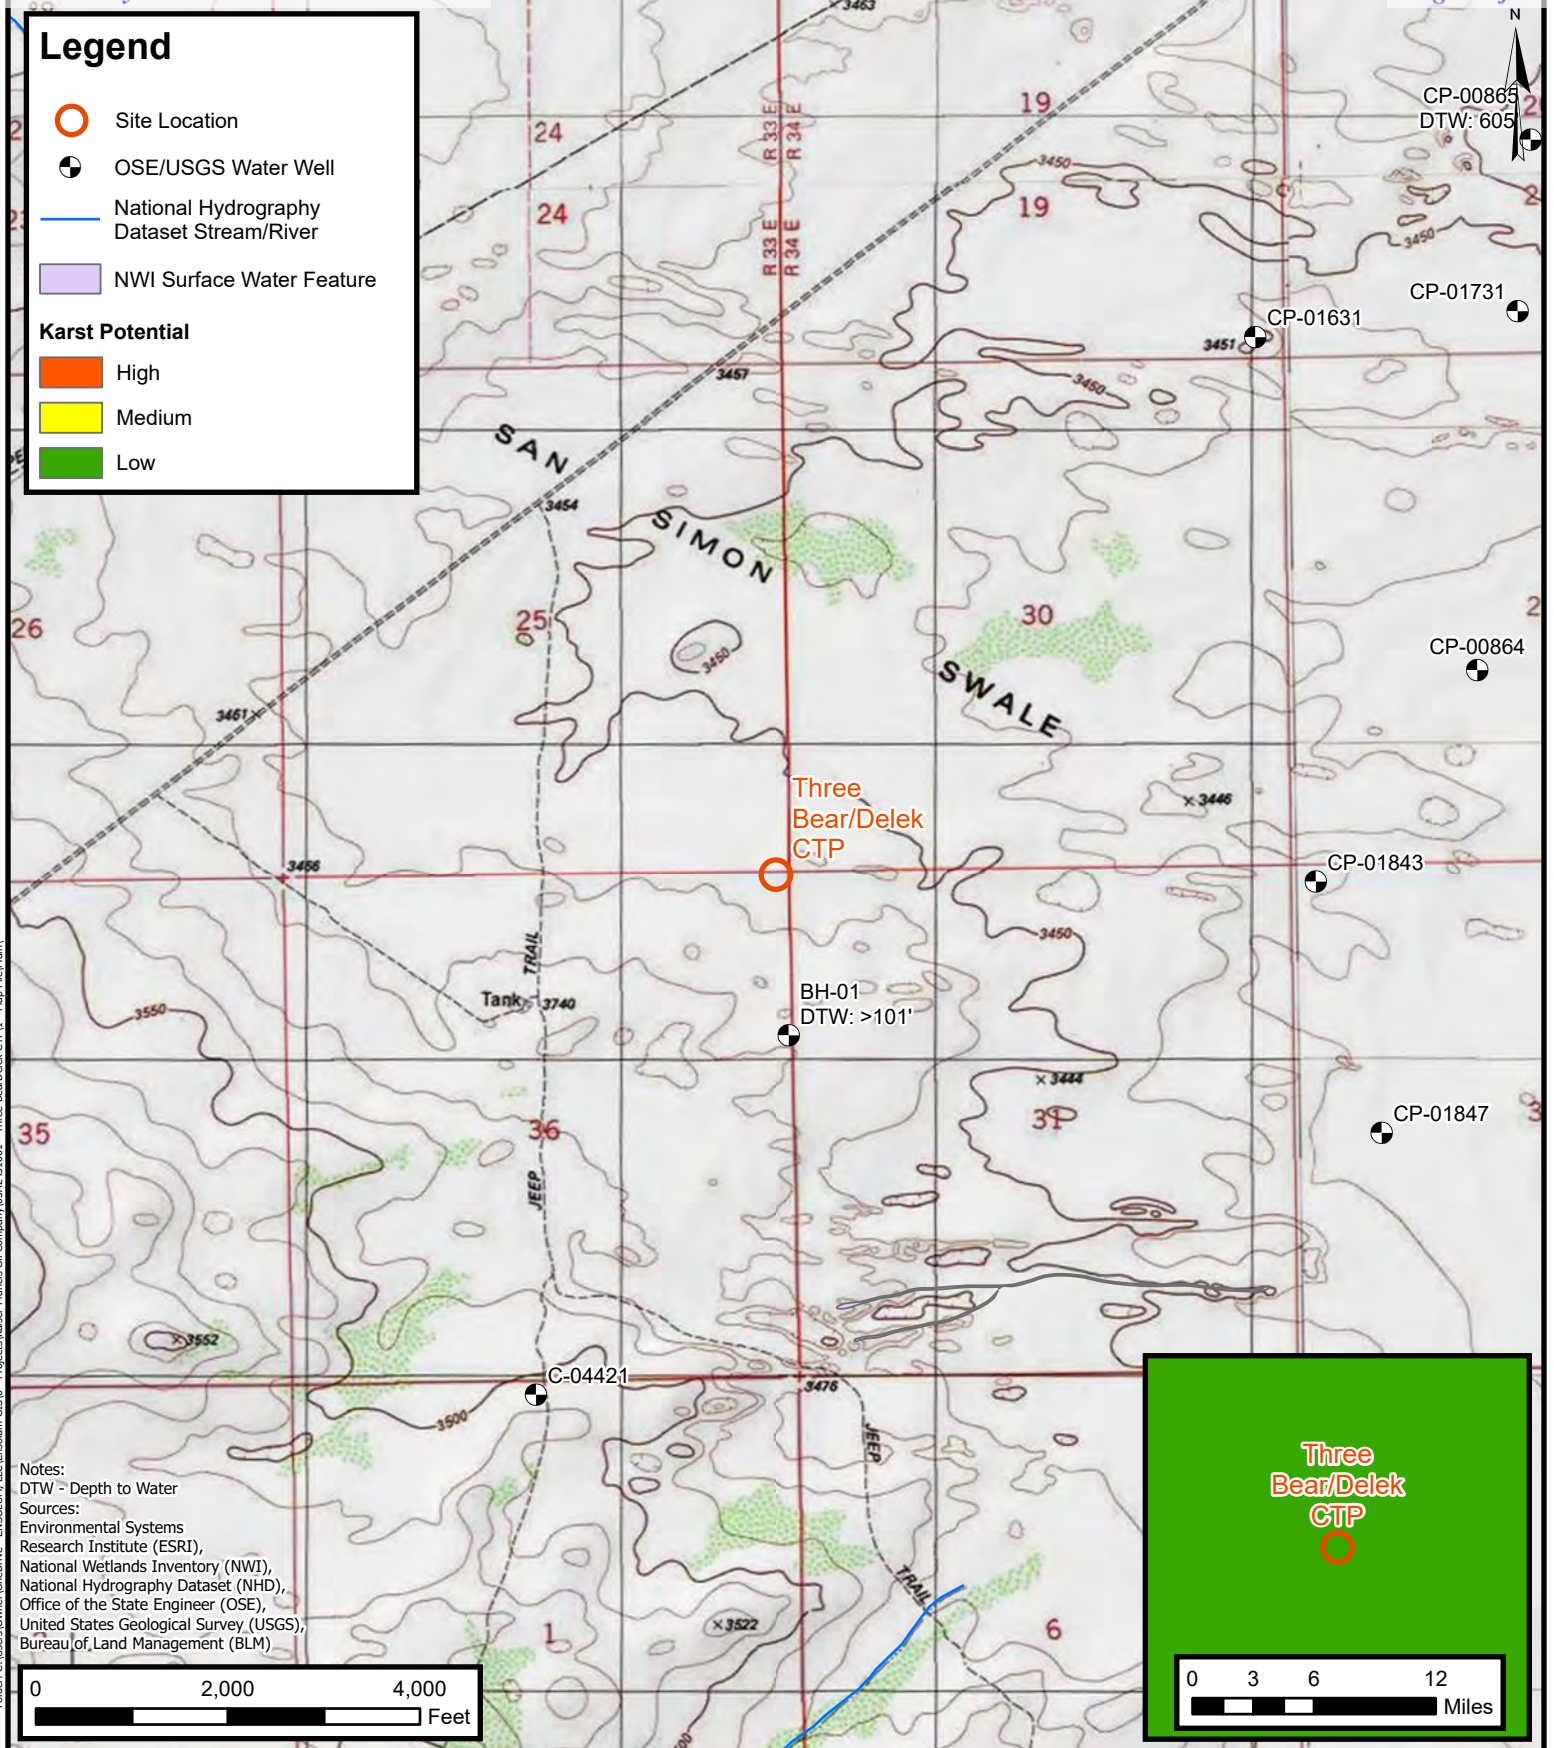 Legend
Site Location
OSE/USGS Water Well
National Hydrography
Dataset Stream/River
NWI Surface Water Feature
Karst Potential
High
Medium
Low
N
3463
R 33 E
R 34 E
19
24
CP-00865
DTW: 605'
3450
24
19
R 33 E
R 34 E
3450
CP-01731
CP-01631
3451
3457
3450
SAN
3454
SIMON
26
25
30
3450
CP-00864
SWALE
3461
Three
Bear/Delek
CTP
3446
3456
CP-01843
3450
TRAIL
Tank
3740
BH-01
DTW: >101'
3550
3444
35
36
31
CP-01847
JEEP
3552
C-04421
3476
3500
JEEP
TRAIL
3522
1
6
Notes:
DTW - Depth to Water
Sources:
Environmental Systems
Research Institute (ESRI),
National Wetlands Inventory (NWI),
National Hydrography Dataset (NHD),
Office of the State Engineer (OSE),
United States Geological Survey (USGS),
Bureau of Land Management (BLM)
0 2,000 4,000
Feet
Three
Bear/Delek
CTP
0 3 6 12
Miles